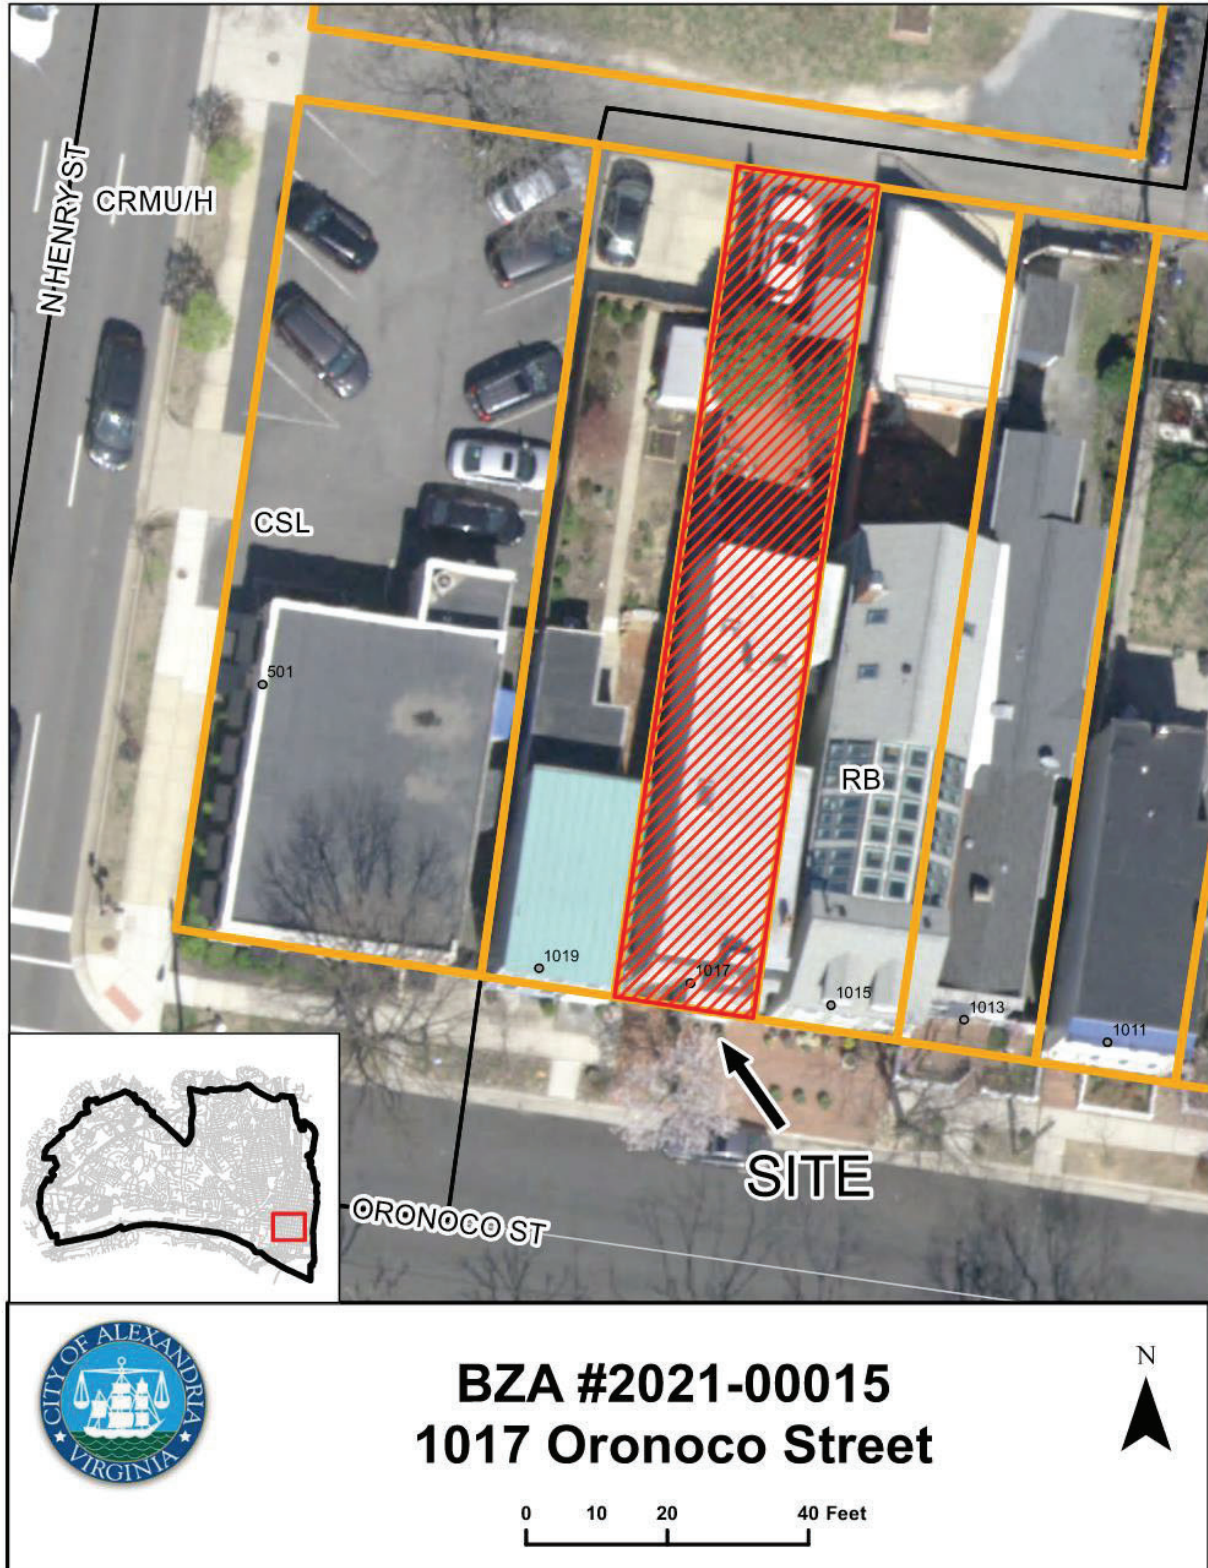 N HENRY ST
CRMU/H
CSL
501
RB
1019
1017
1015
1013
1011
SITE
ORONOCO ST
CITY OF ALEXANDRIA
VIRGINIA
BZA #2021-00015
1017 Oronoco Street
N
0 10 20 40 Feet